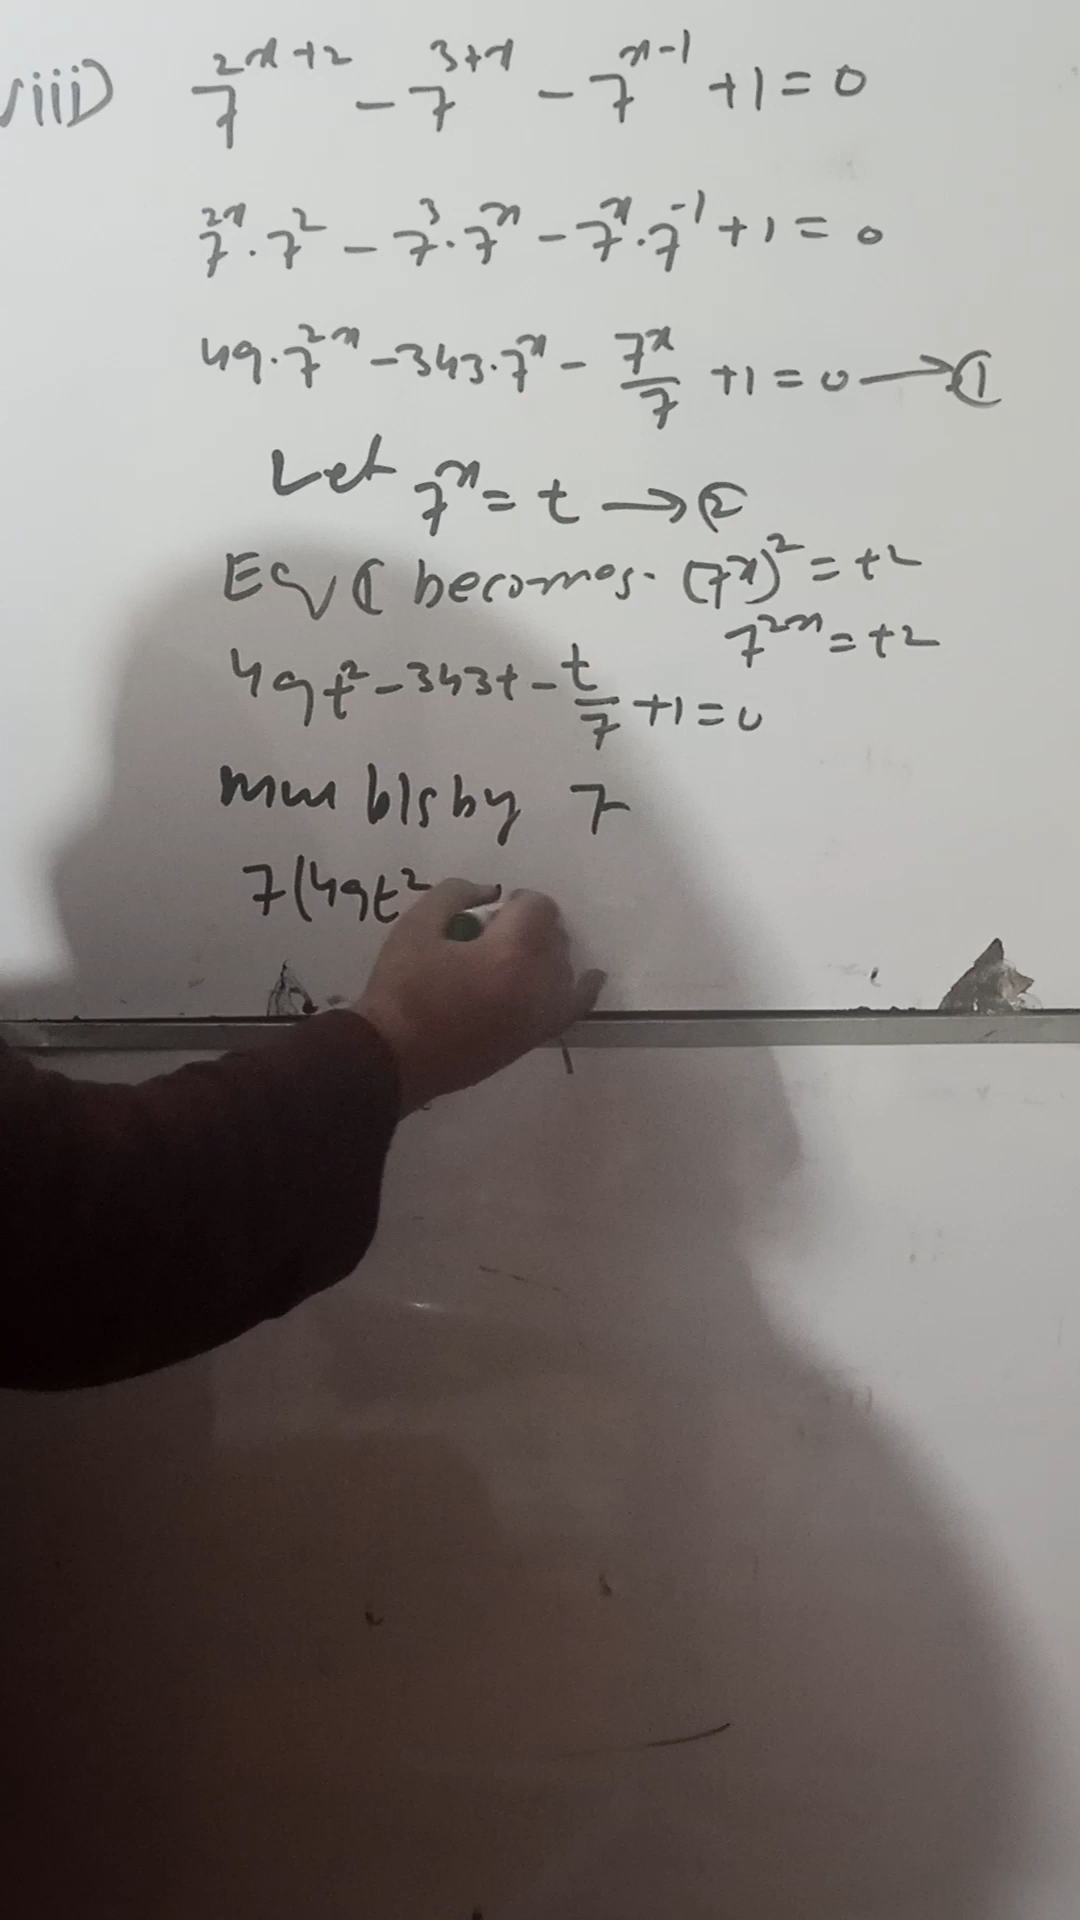 viii) 7^{2x+2} - 7^{3+x} - 7^{x-1} + 1 = 0
7^{2x} . 7^2 - 7^3 . 7^x - 7^x . 7^{-1} + 1 = 0
49 . 7^{2x} - 343 . 7^x - 7^x/7 + 1 = 0 → ①
Let 7^x = t → ②
Eq ① becomes. (7^x)^2 = t^2
7^{2x} = t^2
49t^2 - 343t - t/7 + 1 = 0
mul b/s by 7
7(49t^2